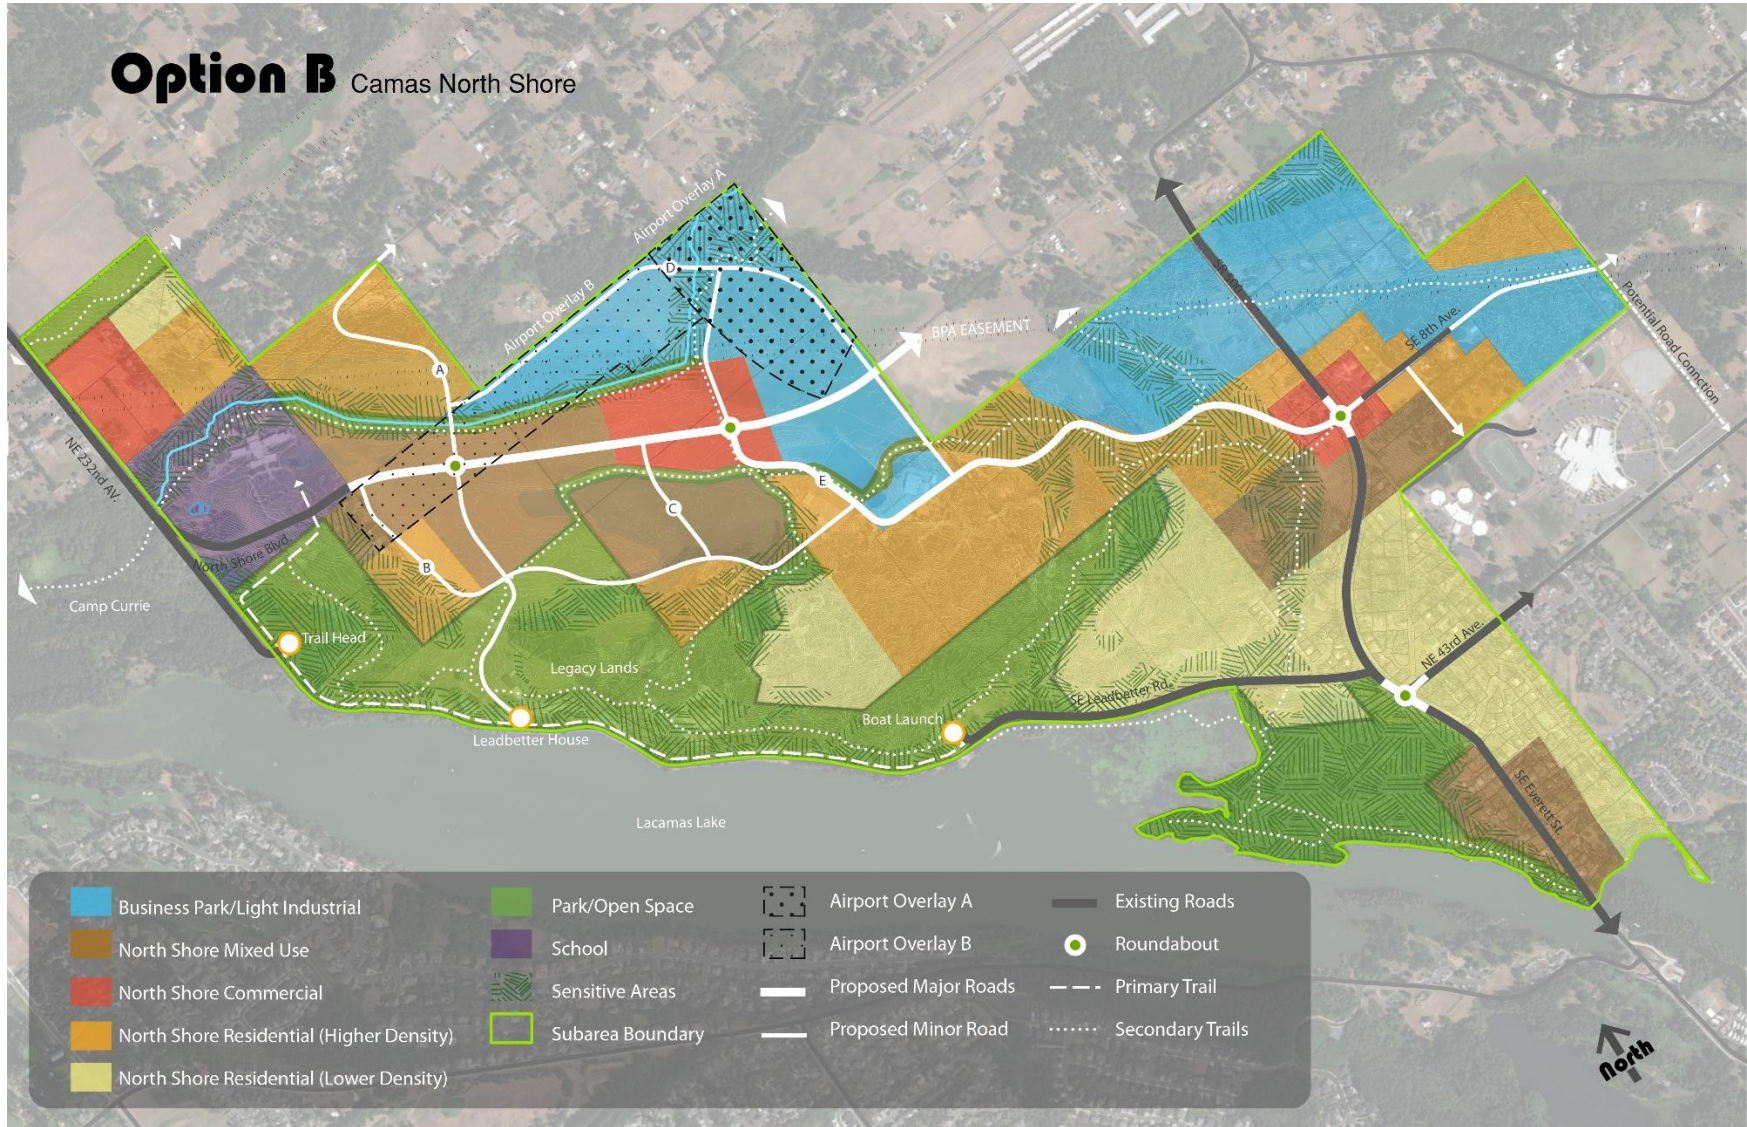 Option B Camas North Shore
Airport Overlay A
Airport Overlay B
D
BPA EASEMENT
Potential Road Connction
SE 8th Ave.
A
NE 232nd AV.
E
C
North Shore Blvd.
B
Camp Currie
Trail Head
Legacy Lands
NE 43rd Ave.
SE Leadbetter Rd.
Boat Launch
Leadbetter House
SE Everett St.
Lacamas Lake
Business Park/Light Industrial
North Shore Mixed Use
North Shore Commercial
North Shore Residential (Higher Density)
North Shore Residential (Lower Density)
Park/Open Space
School
Sensitive Areas
Subarea Boundary
Airport Overlay A
Airport Overlay B
Proposed Major Roads
Proposed Minor Road
Existing Roads
Roundabout
Primary Trail
Secondary Trails
North